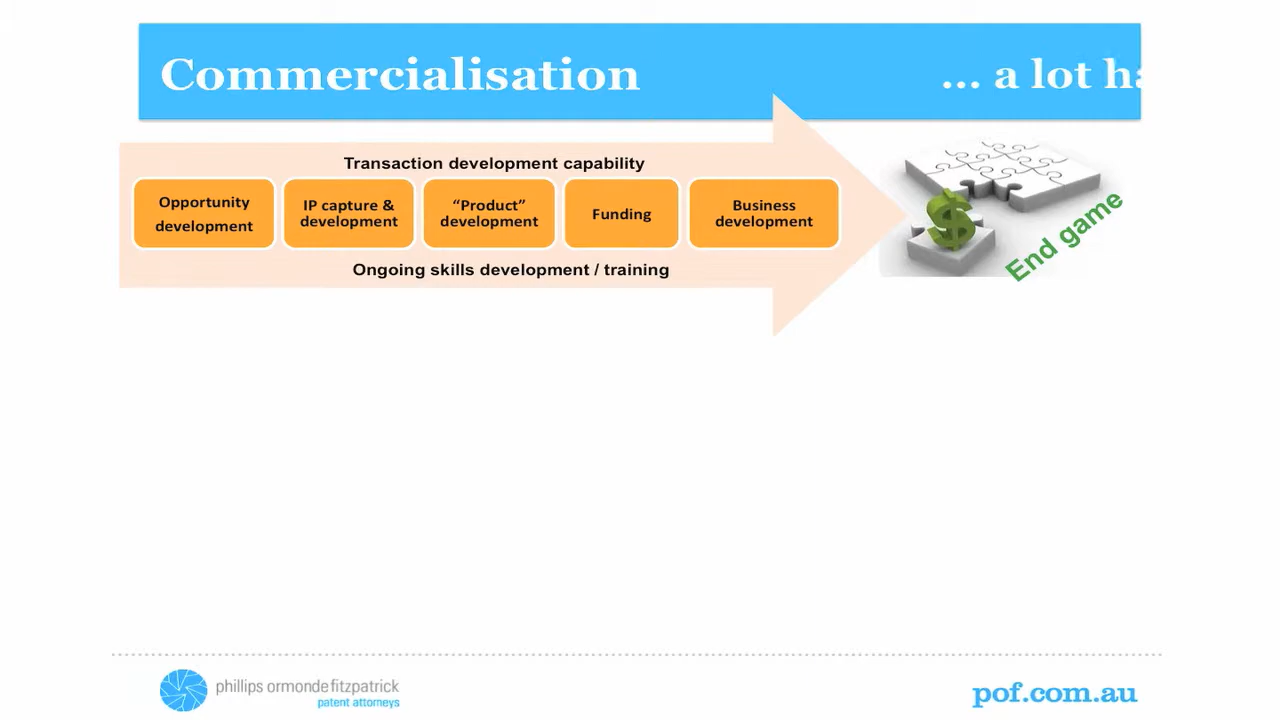 Commercialisation
... a lot
Transaction development capability
Opportunity
development
IP capture &
development
“Product”
development
Funding
Business
development
Ongoing skills development / training
$
End game
phillips ormonde fitzpatrick
patent attorneys
pof.com.au